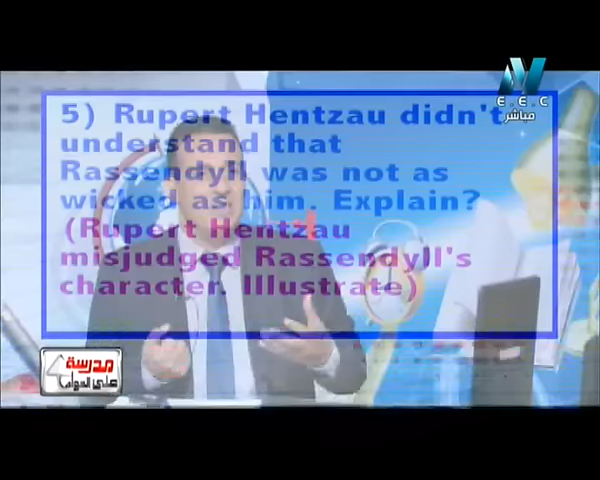 E.E.C
مباشر
5) Rupert Hentzau didn't
understand that
Rassendyll was not as
wicked as him. Explain?
(Rupert Hentzau
misjudged Rassendyll's
character. Illustrate)
مدرسة
على الهواء